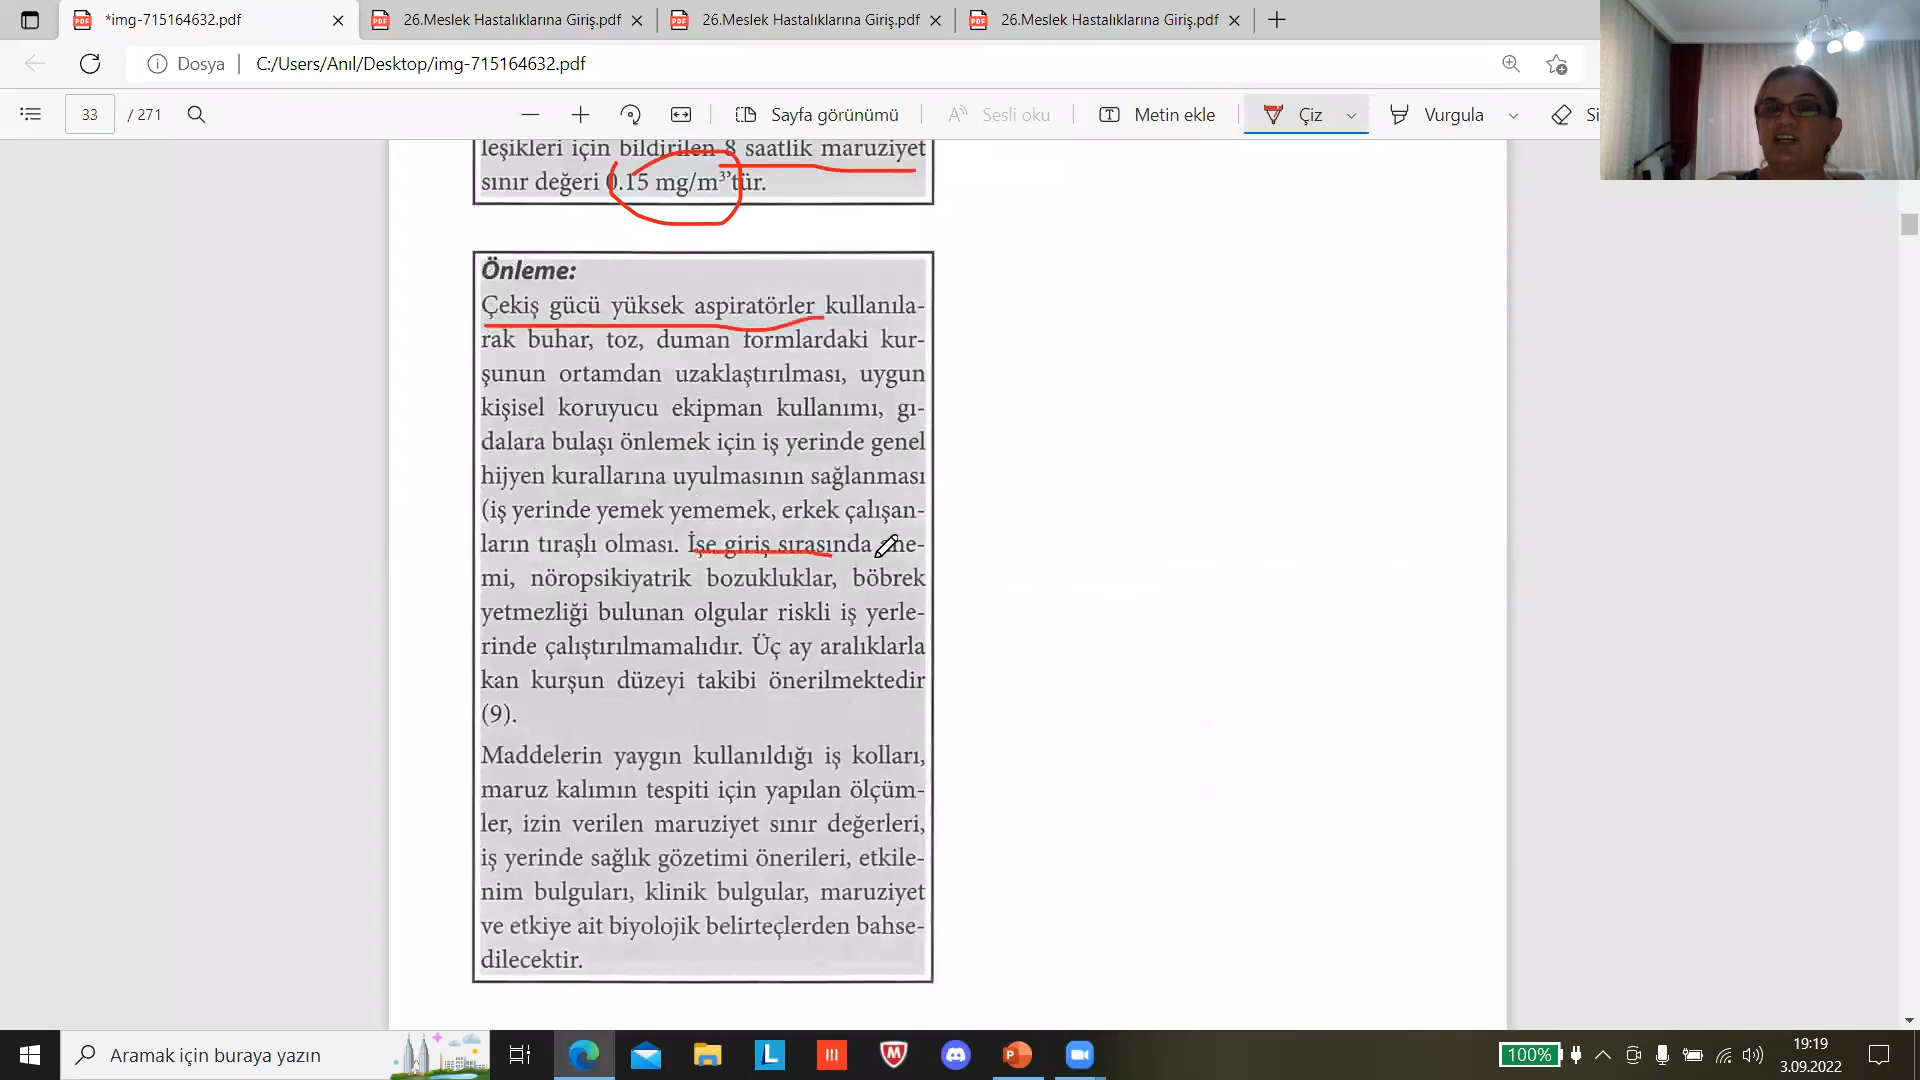 *img-715164632.pdf
26.Meslek Hastalıklarına Giriş.pdf
26.Meslek Hastalıklarına Giriş.pdf
26.Meslek Hastalıklarına Giriş.pdf
Dosya
C:/Users/Anıl/Desktop/img-715164632.pdf
33 / 271
Sayfa görünümü
Sesli oku
Metin ekle
Çiz
Vurgula
leşikleri için bildirilen 8 saatlik maruziyet
sınır değeri 0.15 mg/m³'tür.
Önleme:
Çekiş gücü yüksek aspiratörler kullanıla-
rak buhar, toz, duman formlardaki kur-
şunun ortamdan uzaklaştırılması, uygun
kişisel koruyucu ekipman kullanımı, gı-
dalara bulaşı önlemek için iş yerinde genel
hijyen kurallarına uyulmasının sağlanması
(iş yerinde yemek yememek, erkek çalışan-
ların tıraşlı olması. İşe giriş sırasında ane-
mi, nöropsikiyatrik bozukluklar, böbrek
yetmezliği bulunan olgular riskli iş yerle-
rinde çalıştırılmamalıdır. Üç ay aralıklarla
kan kurşun düzeyi takibi önerilmektedir
(9).
Maddelerin yaygın kullanıldığı iş kolları,
maruz kalımın tespiti için yapılan ölçüm-
ler, izin verilen maruziyet sınır değerleri,
iş yerinde sağlık gözetimi önerileri, etkile-
nim bulguları, klinik bulgular, maruziyet
ve etkiye ait biyolojik belirteçlerden bahse-
dilecektir.
Aramak için buraya yazın
100%
19:19
3.09.2022